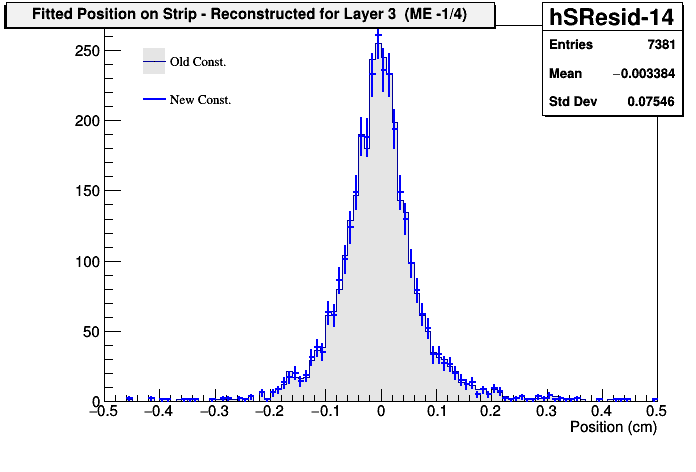 Fitted Position on Strip - Reconstructed for Layer 3 (ME -1/4)
hSResid-14
Entries 7381
Mean −0.003384
Std Dev 0.07546
Old Const.
New Const.
250
200
150
100
50
0
−0.5 −0.4 −0.3 −0.2 −0.1 0 0.1 0.2 0.3 0.4 0.5
Position (cm)